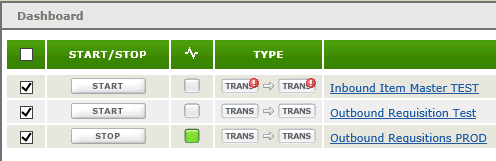 Dashboard
START/STOP TYPE
START TRANS TRANS Inbound Item Master TEST
START TRANS TRANS Outbound Requisition Test
STOP TRANS TRANS Outbound Requsitions PROD